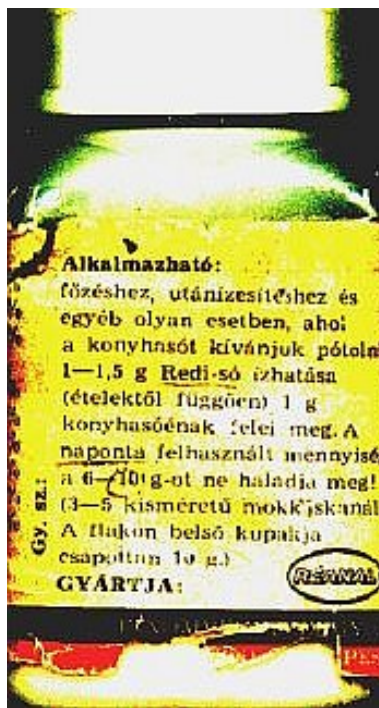 Alkalmazható:
főzéshez, utánízesítéshez és
egyéb olyan esetben, ahol
a konyhasót kívánjuk pótoln
1—1,5 g Redi-só ízhatása
(ételektől függően) 1 g
konyhasóénak felel meg. A
naponta felhasznált mennyisé
a 6—10 g-ot ne haladja meg!
(3—5 kisméretű mokkáskanál
A flakon belső kupakja
csapottan 10 g.)
GYÁRTJA:
REANAL
Gy. sz.: